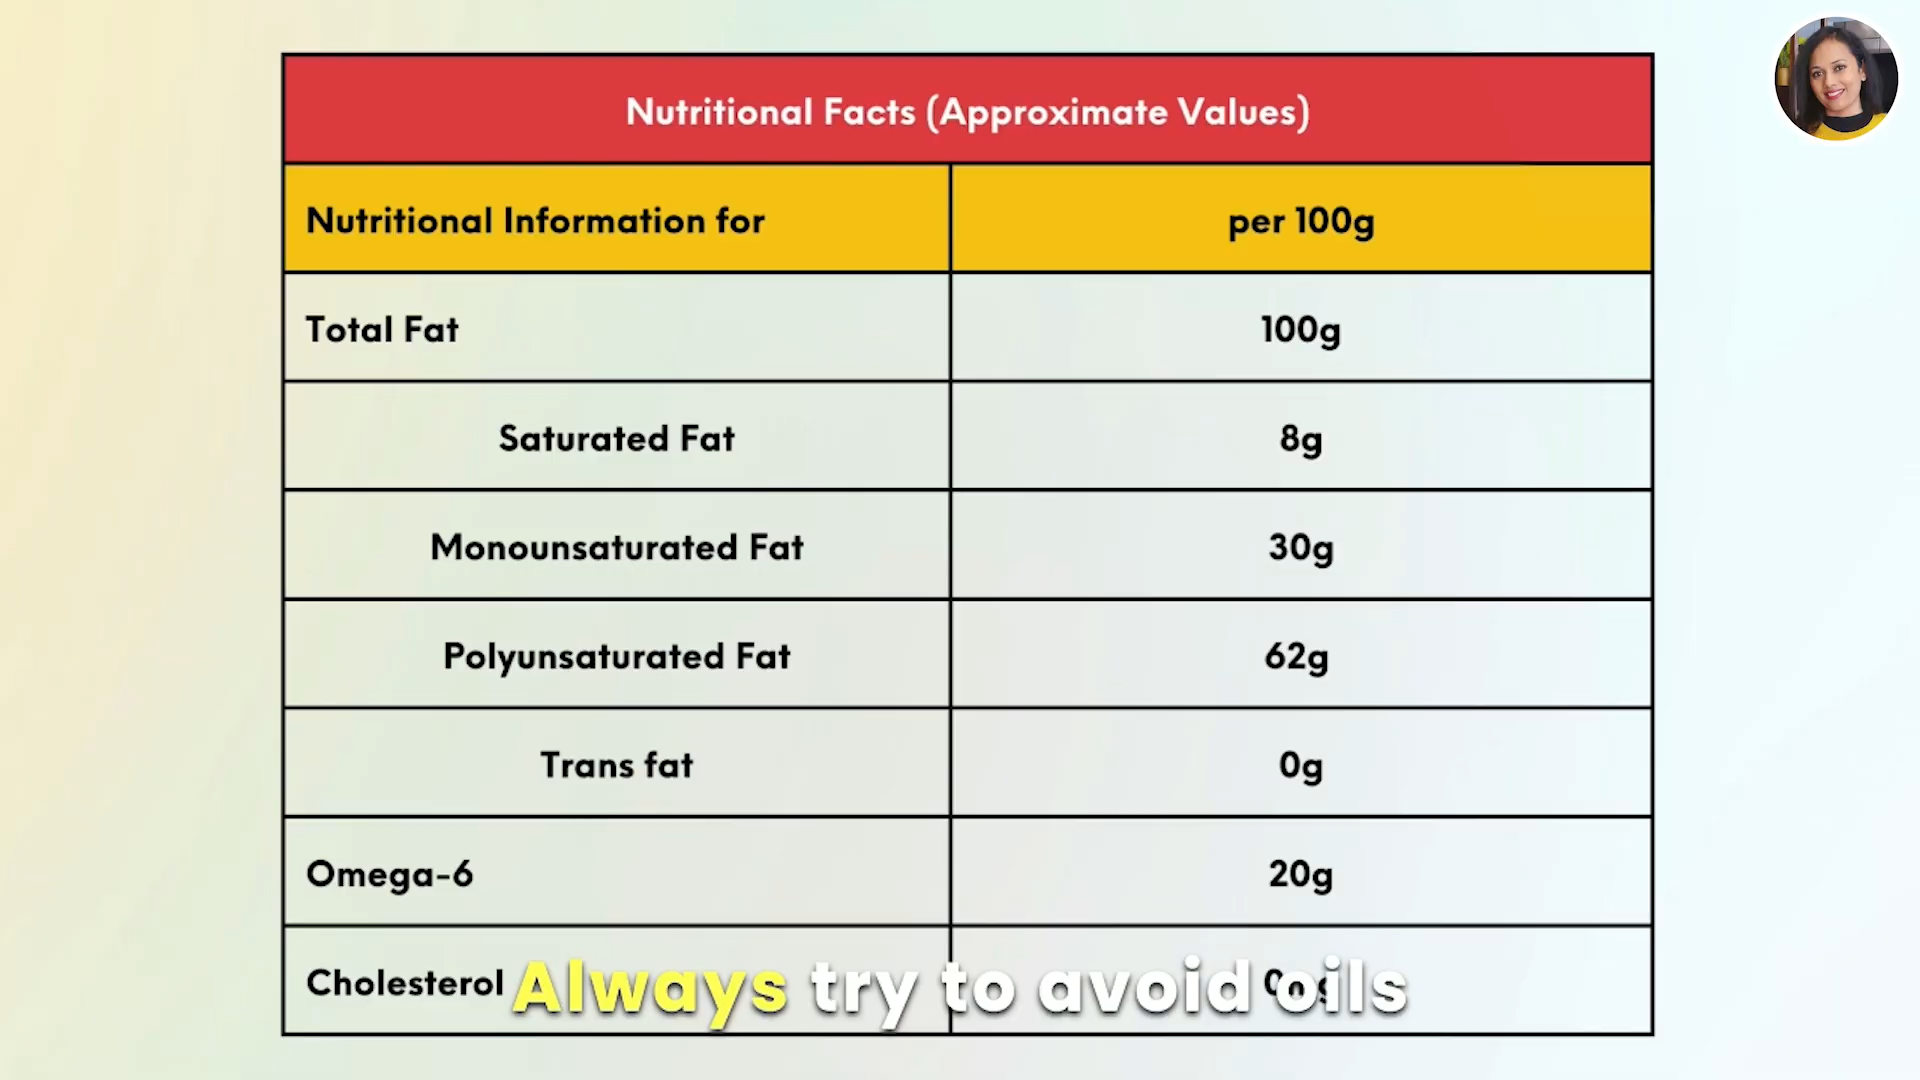 Nutritional Facts (Approximate Values)
Nutritional Information for per 100g
Total Fat 100g
Saturated Fat 8g
Monounsaturated Fat 30g
Polyunsaturated Fat 62g
Trans fat 0g
Omega-6 20g
Cholesterol
Always try to avoid oils